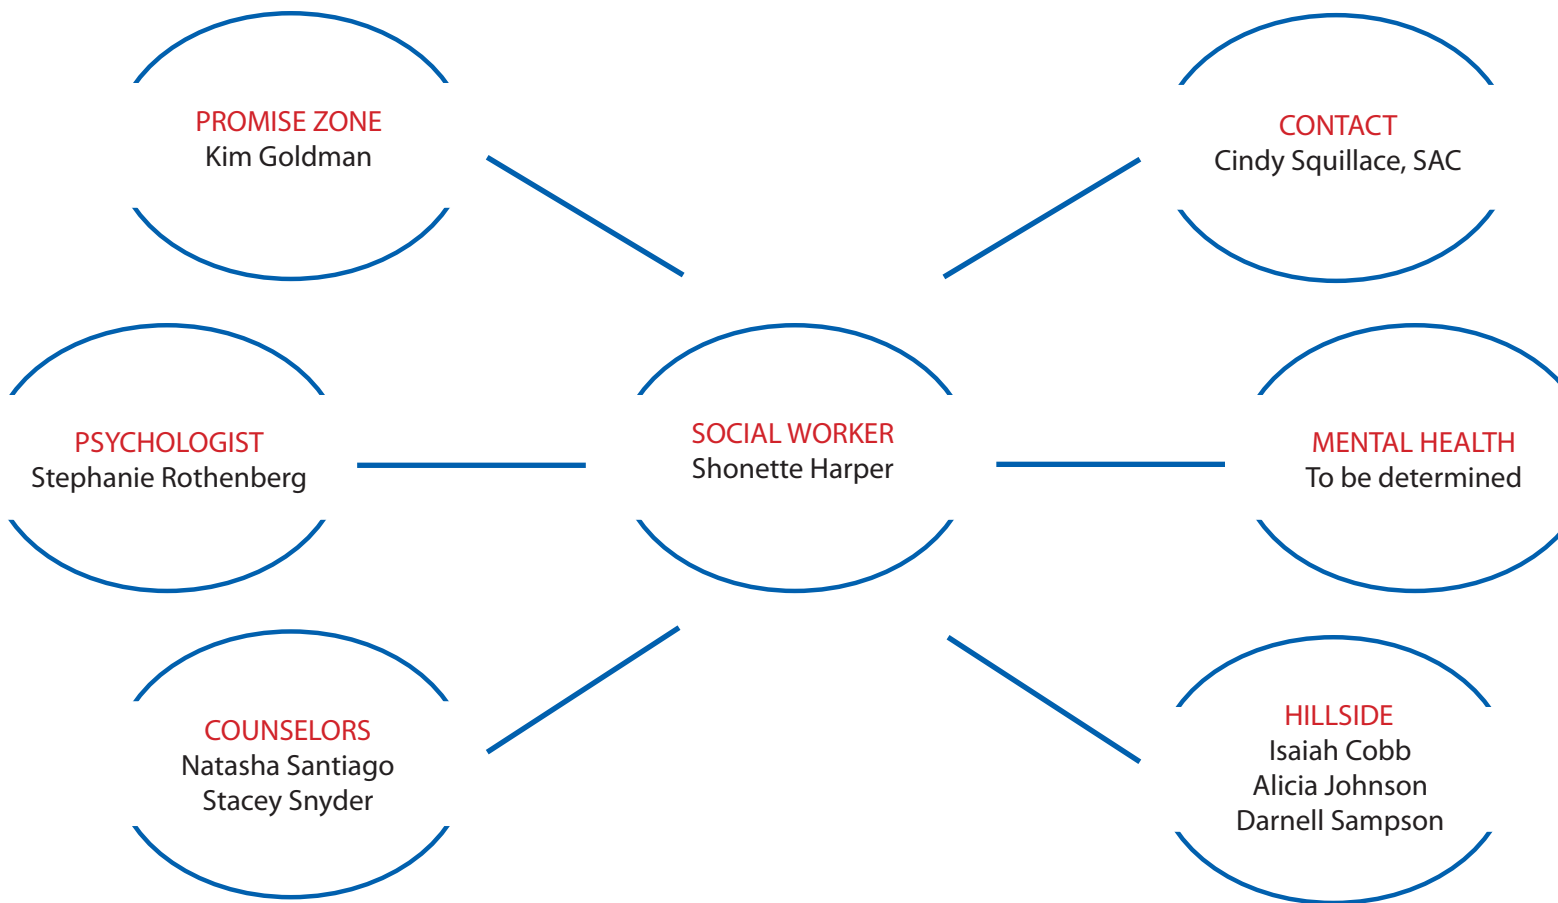 PROMISE ZONE
Kim Goldman
CONTACT
Cindy Squillace, SAC
PSYCHOLOGIST
Stephanie Rothenberg
SOCIAL WORKER
Shonette Harper
MENTAL HEALTH
To be determined
COUNSELORS
Natasha Santiago
Stacey Snyder
HILLSIDE
Isaiah Cobb
Alicia Johnson
Darnell Sampson